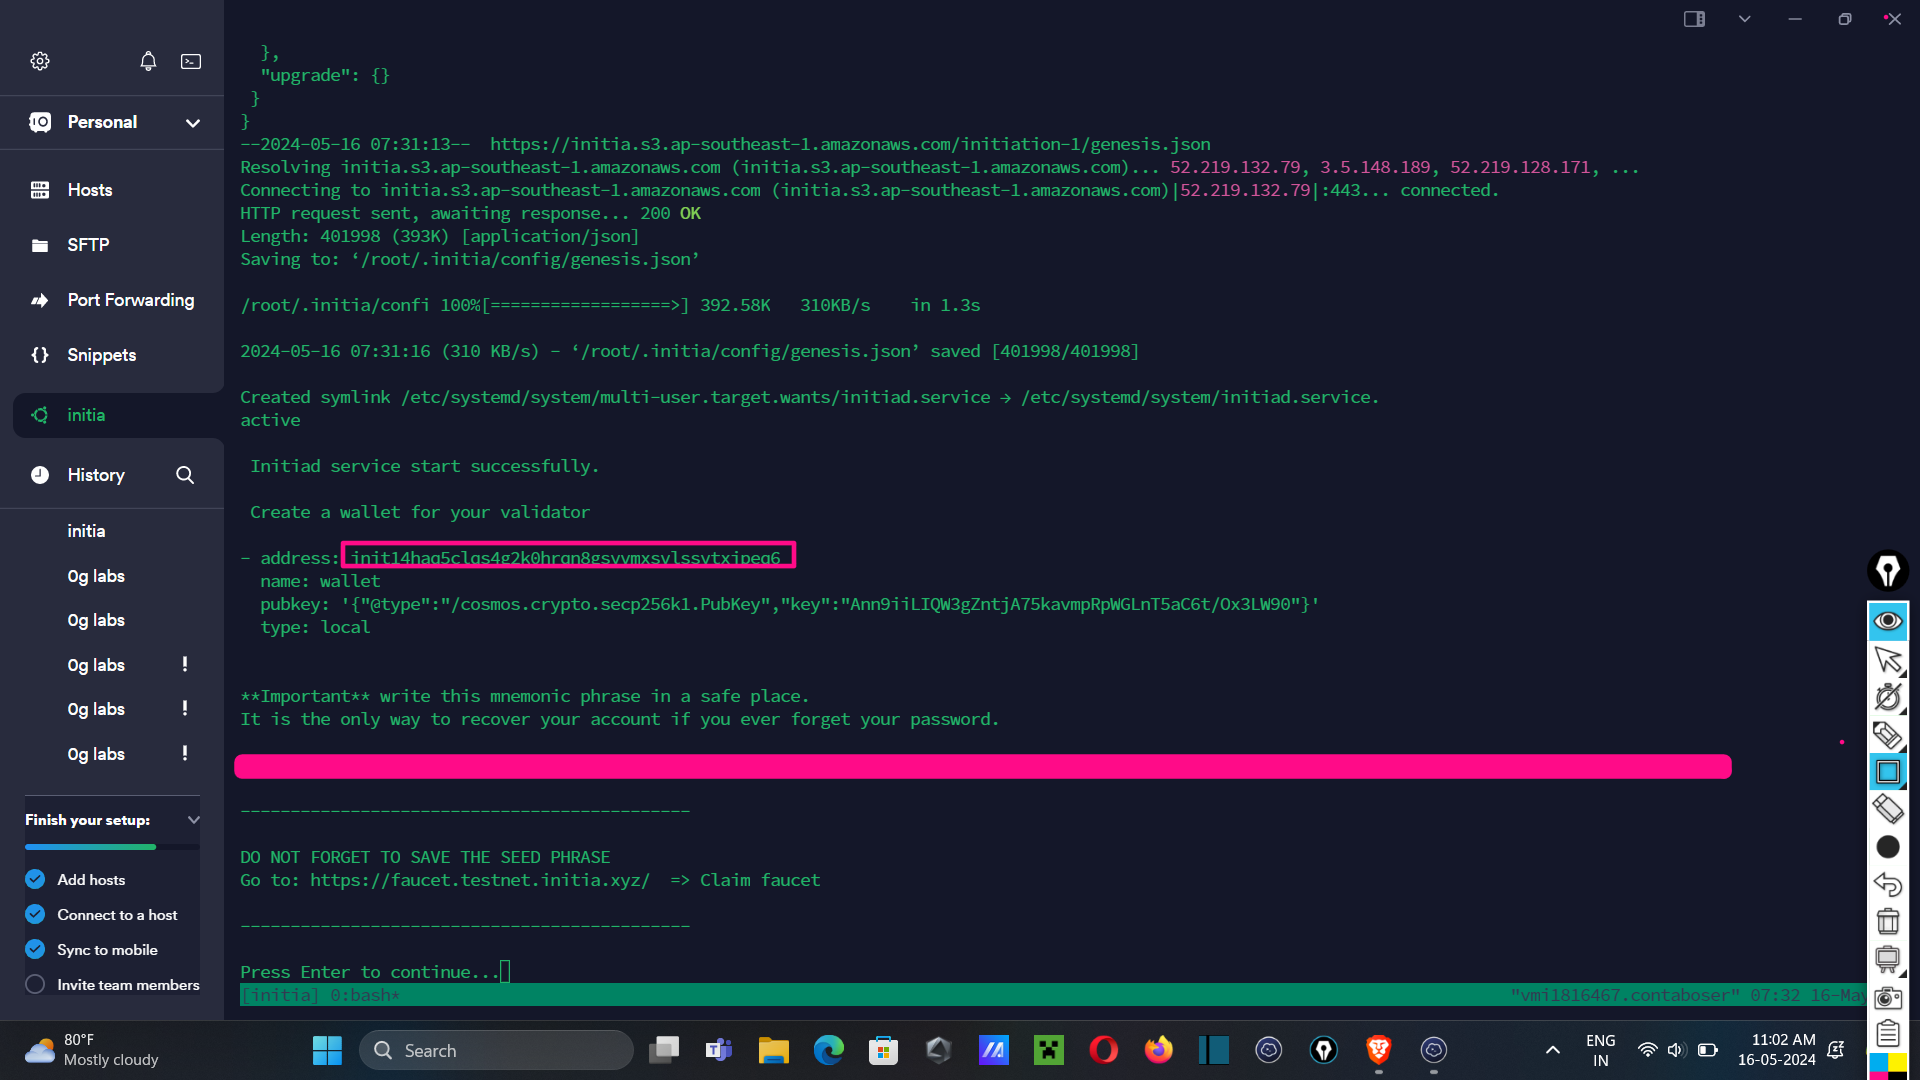 Personal
Hosts
SFTP
Port Forwarding
Snippets
initia
History
initia
0g labs
0g labs
0g labs
0g labs
0g labs
Finish your setup:
Add hosts
Connect to a host
Sync to mobile
Invite team members
},
"upgrade": {}
}
}
--2024-05-16 07:31:13--  https://initia.s3.ap-southeast-1.amazonaws.com/initiation-1/genesis.json
Resolving initia.s3.ap-southeast-1.amazonaws.com (initia.s3.ap-southeast-1.amazonaws.com)... 52.219.132.79, 3.5.148.189, 52.219.128.171, ...
Connecting to initia.s3.ap-southeast-1.amazonaws.com (initia.s3.ap-southeast-1.amazonaws.com)|52.219.132.79|:443... connected.
HTTP request sent, awaiting response... 200 OK
Length: 401998 (393K) [application/json]
Saving to: ‘/root/.initia/config/genesis.json’
/root/.initia/confi 100%[==================>] 392.58K   310KB/s    in 1.3s
2024-05-16 07:31:16 (310 KB/s) - ‘/root/.initia/config/genesis.json’ saved [401998/401998]
Created symlink /etc/systemd/system/multi-user.target.wants/initiad.service → /etc/systemd/system/initiad.service.
active
Initiad service start successfully.
Create a wallet for your validator
- address:
name: wallet
pubkey: '{"@type":"/cosmos.crypto.secp256k1.PubKey","key":"Ann9iiLIQW3gZntjA75kavmpRpWGLnT5aC6t/Ox3LW90"}'
type: local
**Important** write this mnemonic phrase in a safe place.
It is the only way to recover your account if you ever forget your password.
---------------------------------------------
DO NOT FORGET TO SAVE THE SEED PHRASE
Go to: https://faucet.testnet.initia.xyz/  => Claim faucet
---------------------------------------------
Press Enter to continue...
[initia] 0:bash*
"vmi1816467.contaboser" 07:32 16-May
80°F
Mostly cloudy
Search
ENG
IN
11:02 AM
16-05-2024